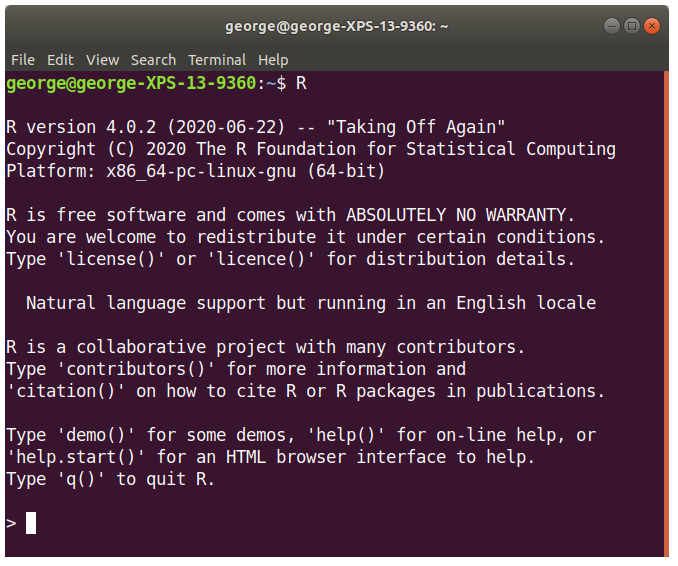 george@george-XPS-13-9360: ~
File Edit View Search Terminal Help
george@george-XPS-13-9360:~$ R
R version 4.0.2 (2020-06-22) -- "Taking Off Again"
Copyright (C) 2020 The R Foundation for Statistical Computing
Platform: x86_64-pc-linux-gnu (64-bit)
R is free software and comes with ABSOLUTELY NO WARRANTY.
You are welcome to redistribute it under certain conditions.
Type 'license()' or 'licence()' for distribution details.
Natural language support but running in an English locale
R is a collaborative project with many contributors.
Type 'contributors()' for more information and
'citation()' on how to cite R or R packages in publications.
Type 'demo()' for some demos, 'help()' for on-line help, or
'help.start()' for an HTML browser interface to help.
Type 'q()' to quit R.
>